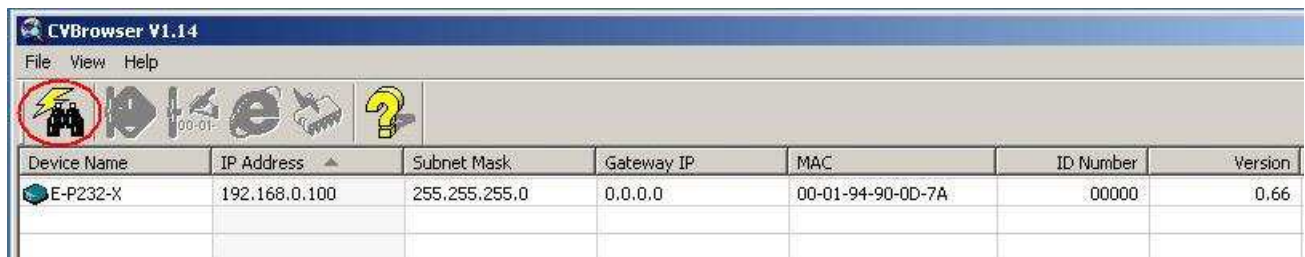 CVBrowser V1.14
File View Help
00-01-
Device Name IP Address Subnet Mask Gateway IP MAC ID Number Version
E-P232-X 192.168.0.100 255.255.255.0 0.0.0.0 00-01-94-90-0D-7A 00000 0.66